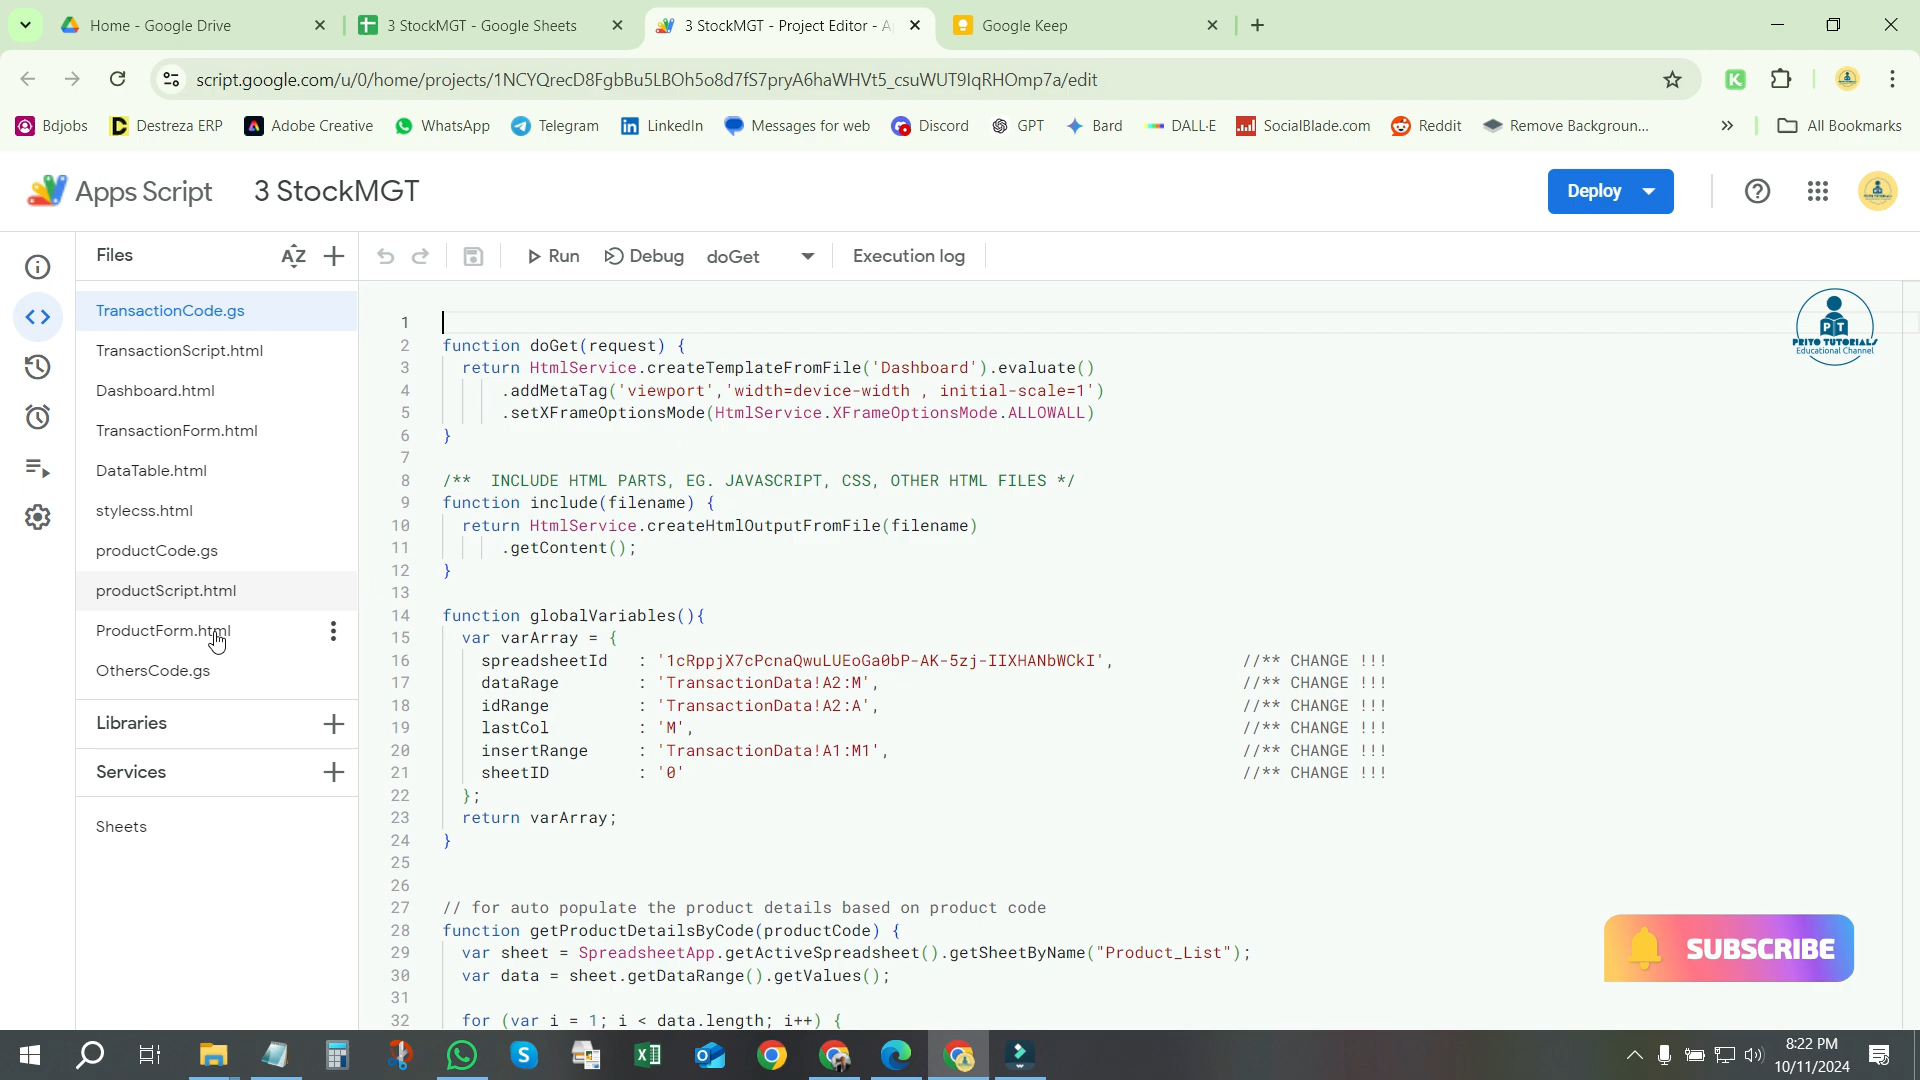 Home - Google Drive
3 StockMGT - Google Sheets
3 StockMGT - Project Editor - A
Google Keep
script.google.com/u/0/home/projects/1NCYQrecD8FgbBu5LBOh5o8d7fS7pryA6haWHVt5_csuWUT9IqRHOmp7a/edit
Bdjobs
Destreza ERP
Adobe Creative
WhatsApp
Telegram
LinkedIn
Messages for web
Discord
GPT
Bard
DALL·E
SocialBlade.com
Reddit
Remove Backgroun...
All Bookmarks
Apps Script
3 StockMGT
Deploy
Files
AZ
Run
Debug
doGet
Execution log
TransactionCode.gs
TransactionScript.html
Dashboard.html
TransactionForm.html
DataTable.html
stylecss.html
productCode.gs
productScript.html
ProductForm.html
OthersCode.gs
Libraries
Services
Sheets
1
2 function doGet(request) {
3 return HtmlService.createTemplateFromFile('Dashboard').evaluate()
4 .addMetaTag('viewport','width=device-width , initial-scale=1')
5 .setXFrameOptionsMode(HtmlService.XFrameOptionsMode.ALLOWALL)
6 }
7
8 /** INCLUDE HTML PARTS, EG. JAVASCRIPT, CSS, OTHER HTML FILES */
9 function include(filename) {
10 return HtmlService.createHtmlOutputFromFile(filename)
11 .getContent();
12 }
13
14 function globalVariables(){
15 var varArray = {
16 spreadsheetId : '1cRppjX7cPcnaQwuLUEoGa0bP-AK-5zj-IIXHANbWCkI', //** CHANGE !!!
17 dataRage : 'TransactionData!A2:M', //** CHANGE !!!
18 idRange : 'TransactionData!A2:A', //** CHANGE !!!
19 lastCol : 'M', //** CHANGE !!!
20 insertRange : 'TransactionData!A1:M1', //** CHANGE !!!
21 sheetID : '0' //** CHANGE !!!
22 };
23 return varArray;
24 }
25
26
27 // for auto populate the product details based on product code
28 function getProductDetailsByCode(productCode) {
29 var sheet = SpreadsheetApp.getActiveSpreadsheet().getSheetByName("Product_List");
30 var data = sheet.getDataRange().getValues();
31
32 for (var i = 1; i < data.length; i++) {
PT
PRIYO TUTORIALS
Educational Channel
SUBSCRIBE
8:22 PM
10/11/2024